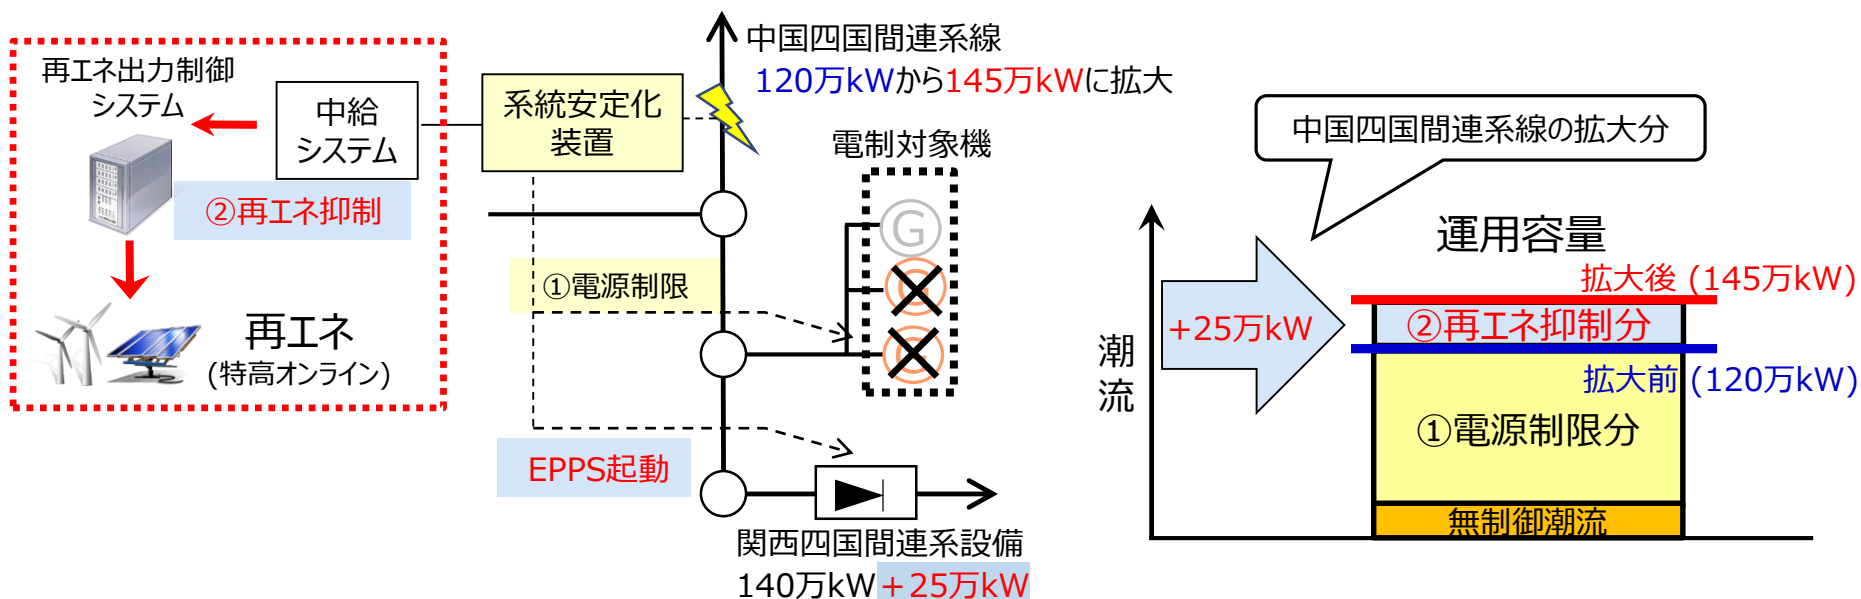 再エネ出力制御
システム
中給
システム
②再エネ抑制
再エネ
(特高オンライン)
系統安定化
装置
中国四国間連系線
120万kWから145万kWに拡大
電制対象機
G
G
G
①電源制限
EPPS起動
関西四国間連系設備
140万kW+25万kW
中国四国間連系線の拡大分
運用容量
拡大後 (145万kW)
+25万kW
②再エネ抑制分
拡大前 (120万kW)
潮流
①電源制限分
無制御潮流